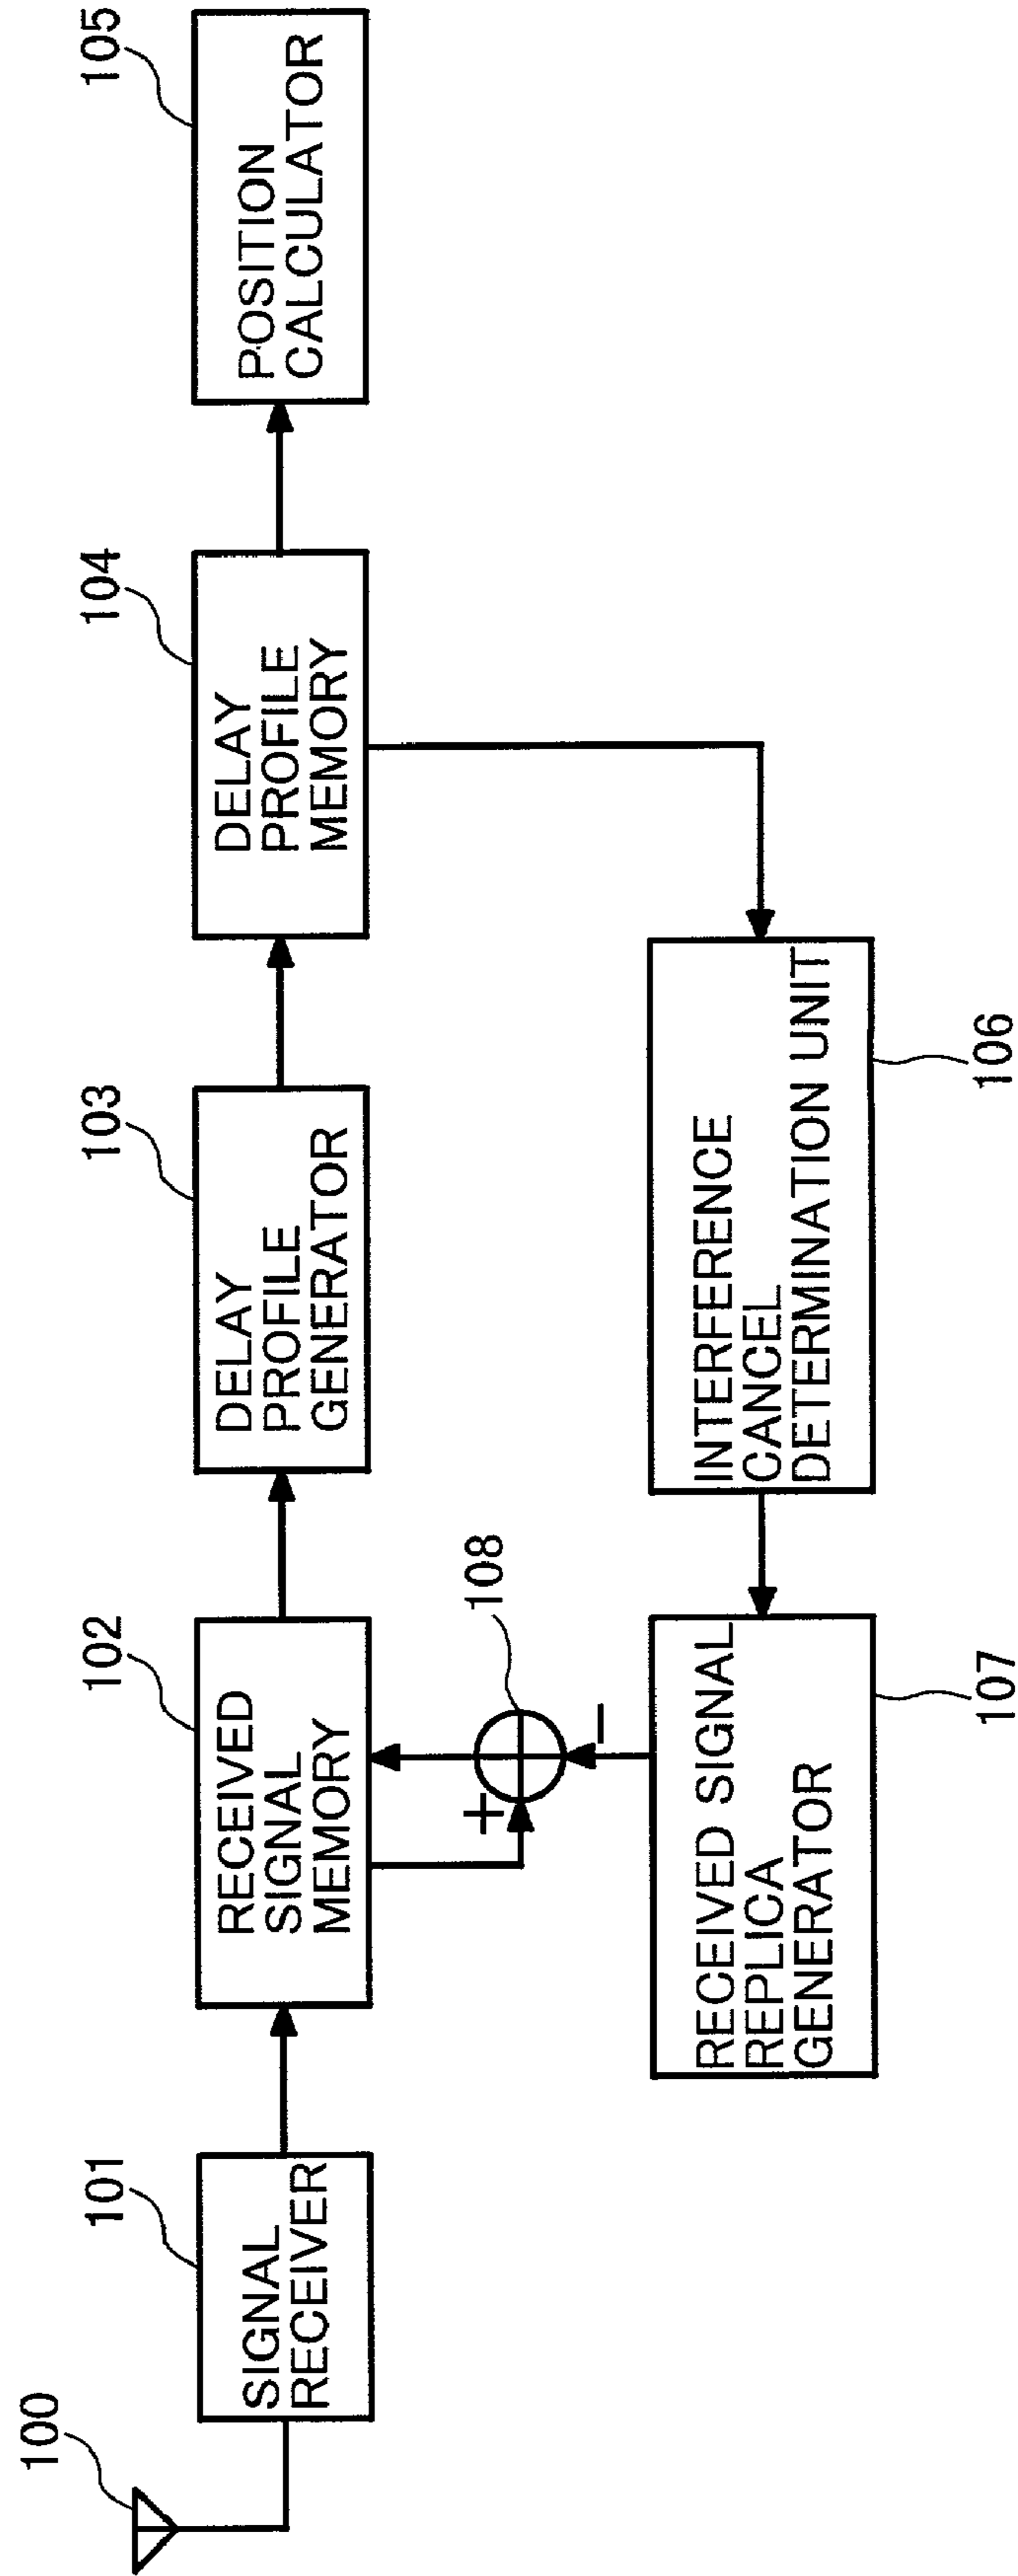 100
101
SIGNAL
RECEIVER
102
RECEIVED
SIGNAL
MEMORY
103
DELAY
PROFILE
GENERATOR
104
DELAY
PROFILE
MEMORY
105
POSITION
CALCULATOR
108
+
−
107
RECEIVED SIGNAL
REPLICA
GENERATOR
106
INTERFERENCE
CANCEL
DETERMINATION UNIT